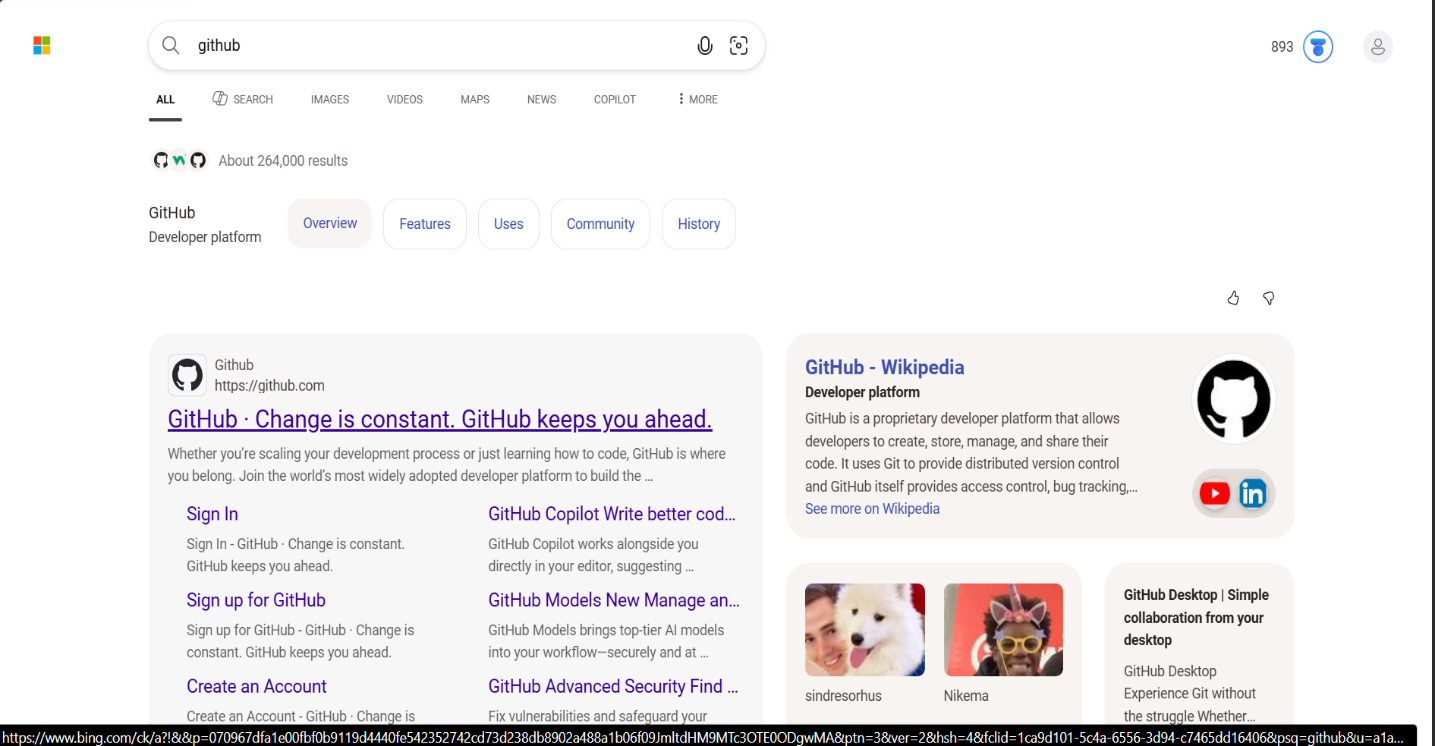 github
893
ALL SEARCH IMAGES VIDEOS MAPS NEWS COPILOT MORE
About 264,000 results
GitHub
Developer platform
Overview Features Uses Community History
Github
https://github.com
GitHub · Change is constant. GitHub keeps you ahead.
Whether you're scaling your development process or just learning how to code, GitHub is where
you belong. Join the world's most widely adopted developer platform to build the ...
Sign In
Sign In - GitHub · Change is constant.
GitHub keeps you ahead.
GitHub Copilot Write better cod...
GitHub Copilot works alongside you
directly in your editor, suggesting ...
Sign up for GitHub
Sign up for GitHub - GitHub · Change is
constant. GitHub keeps you ahead.
GitHub Models New Manage an...
GitHub Models brings top-tier AI models
into your workflow—securely and at ...
Create an Account
Create an Account - GitHub · Change is
GitHub Advanced Security Find ...
Fix vulnerabilities and safeguard your
GitHub - Wikipedia
Developer platform
GitHub is a proprietary developer platform that allows
developers to create, store, manage, and share their
code. It uses Git to provide distributed version control
and GitHub itself provides access control, bug tracking,...
See more on Wikipedia
in
sindresorhus
Nikema
GitHub Desktop | Simple
collaboration from your
desktop
GitHub Desktop
Experience Git without
the struggle Whether...
https://www.bing.com/ck/a?!&&p=070967dfa1e00fbf0b9119d4440fe542352742cd73d238db8902a488a1b06f09JmltdHM9MTc3OTE0ODgwMA&ptn=3&ver=2&hsh=4&fclid=1ca9d101-5c4a-6556-3d94-c7465dd16406&psq=github&u=a1a...